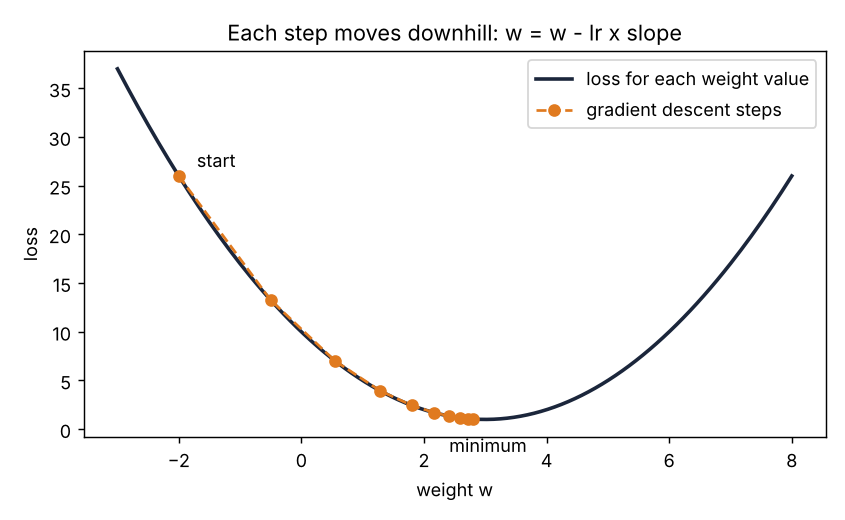 Each step moves downhill: w = w - lr x slope
loss for each weight value
gradient descent steps
start
loss
35
30
25
20
15
10
5
0
minimum
−2 0 2 4 6 8
weight w